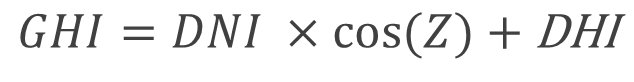 GHI = DNI × cos(Z) + DHI